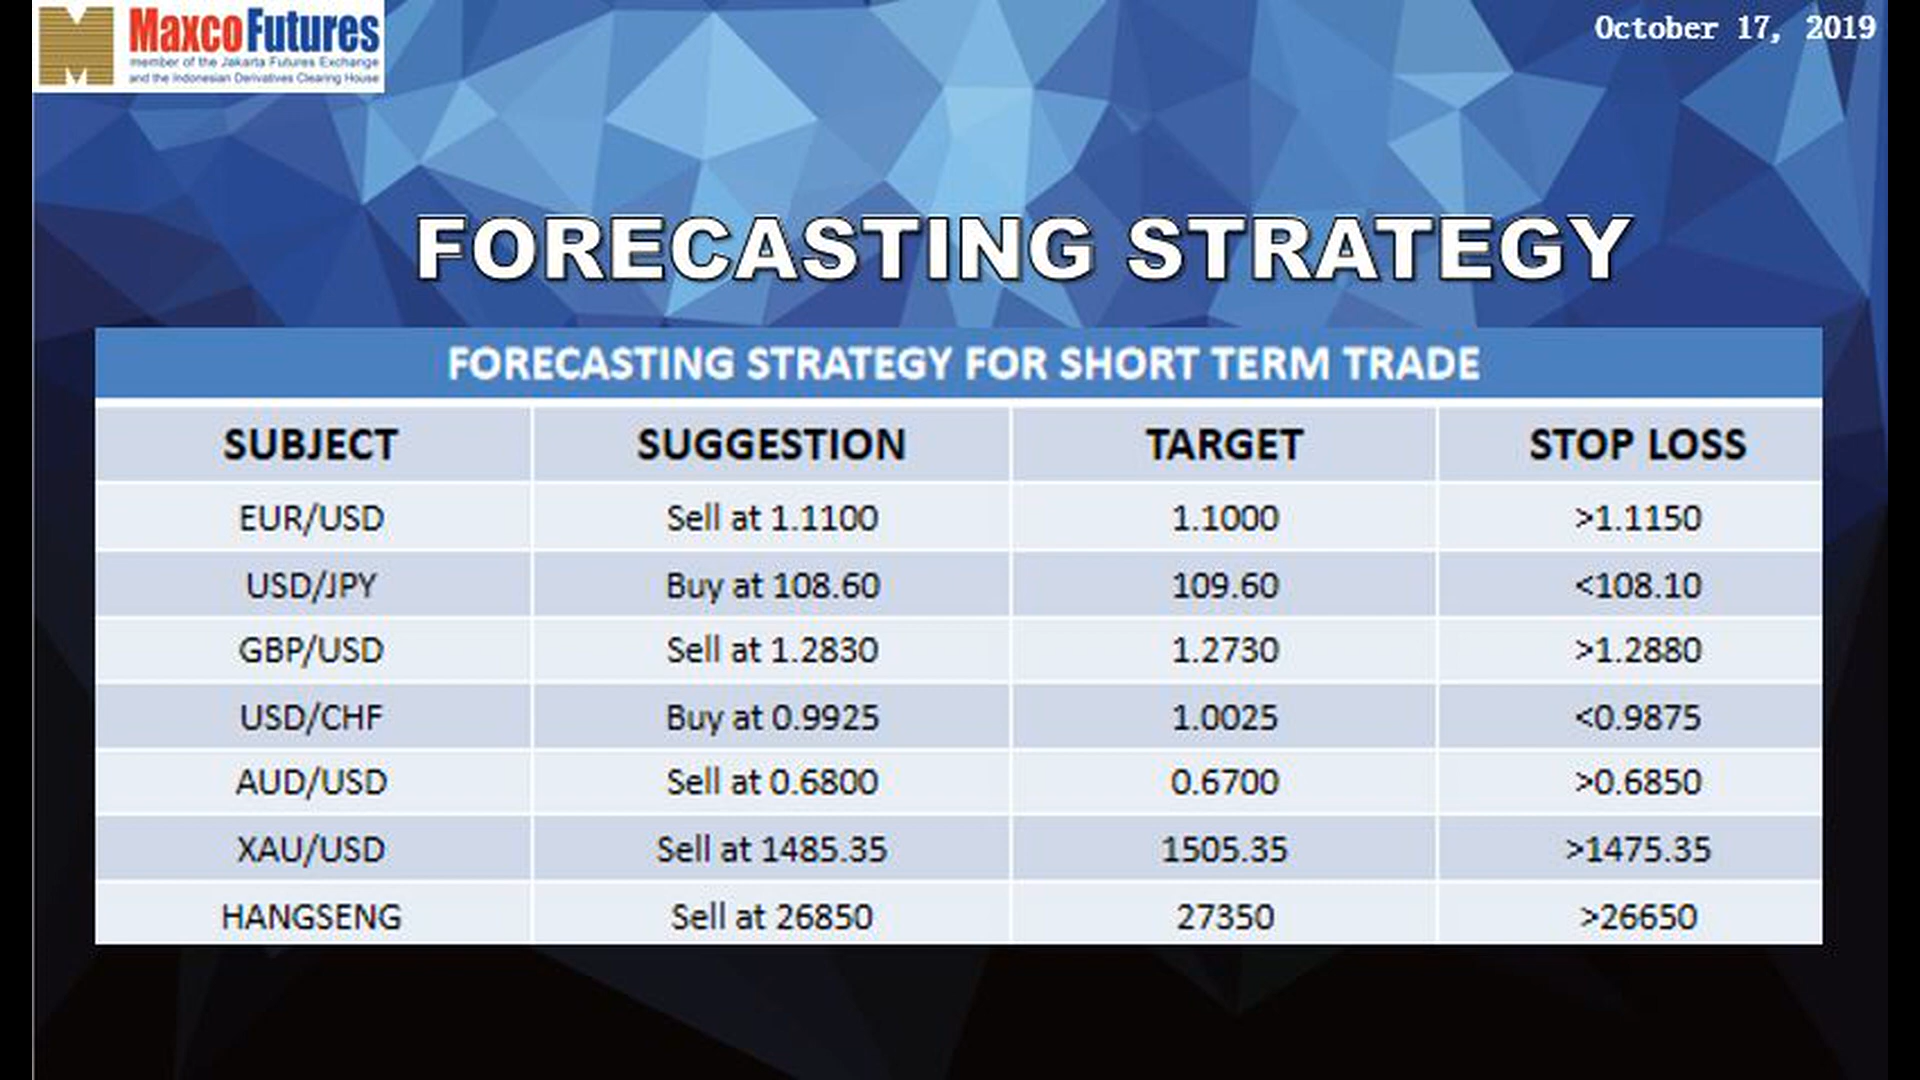 MaxcoFutures
member of the Jakarta Futures Exchange
and the Indonesian Derivatives Clearing House
October 17, 2019
FORECASTING STRATEGY
FORECASTING STRATEGY FOR SHORT TERM TRADE
SUBJECT SUGGESTION TARGET STOP LOSS
EUR/USD Sell at 1.1100 1.1000 >1.1150
USD/JPY Buy at 108.60 109.60 <108.10
GBP/USD Sell at 1.2830 1.2730 >1.2880
USD/CHF Buy at 0.9925 1.0025 <0.9875
AUD/USD Sell at 0.6800 0.6700 >0.6850
XAU/USD Sell at 1485.35 1505.35 >1475.35
HANGSENG Sell at 26850 27350 >26650